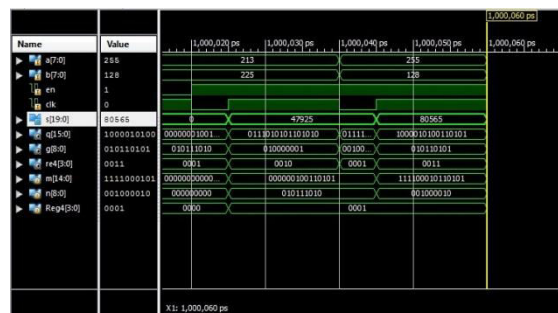 1,000,060 ps
Name Value 1,000,020 ps 1,000,030 ps 1,000,040 ps 1,000,050 ps 1,000,060 ps
a[7:0] 255 213 255
b[7:0] 128 225 128
en 1
clk 0
s[19:0] 80565 0 47925 80565
q[15:0] 1000010100 00000001001... 0111010101101010 01111... 1000010100110101
g[8:0] 010110101 010111010 010000001 00100... 010110101
re4[3:0] 0011 0001 0010 0001 0011
m[14:0] 1111000101 00000000000... 000000100110101 111100010110101
n[8:0] 001000010 000000000 010111010 001000010
Reg4[3:0] 0001 0000 0001
X1: 1,000,060 ps